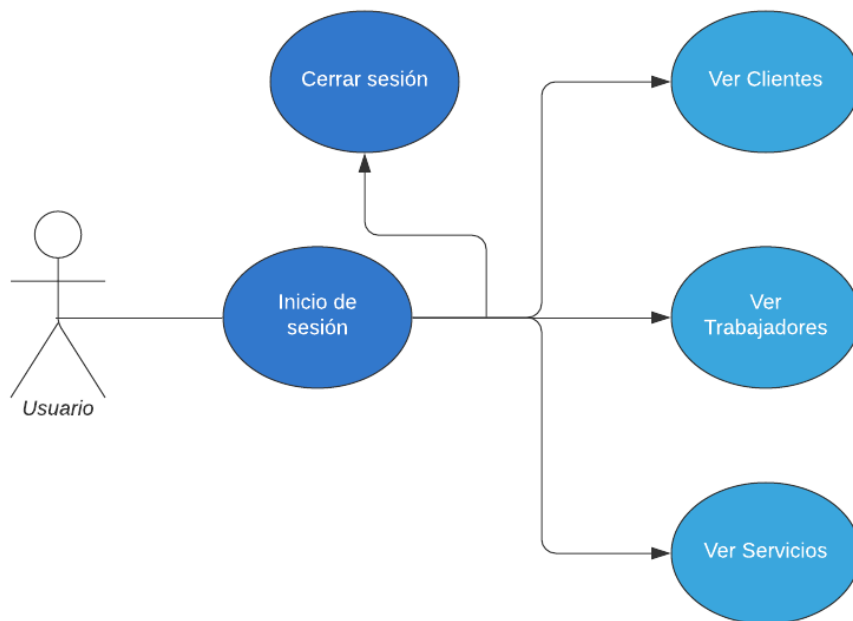 Cerrar sesión
Ver Clientes
Inicio de
sesión
Ver
Trabajadores
Usuario
Ver Servicios